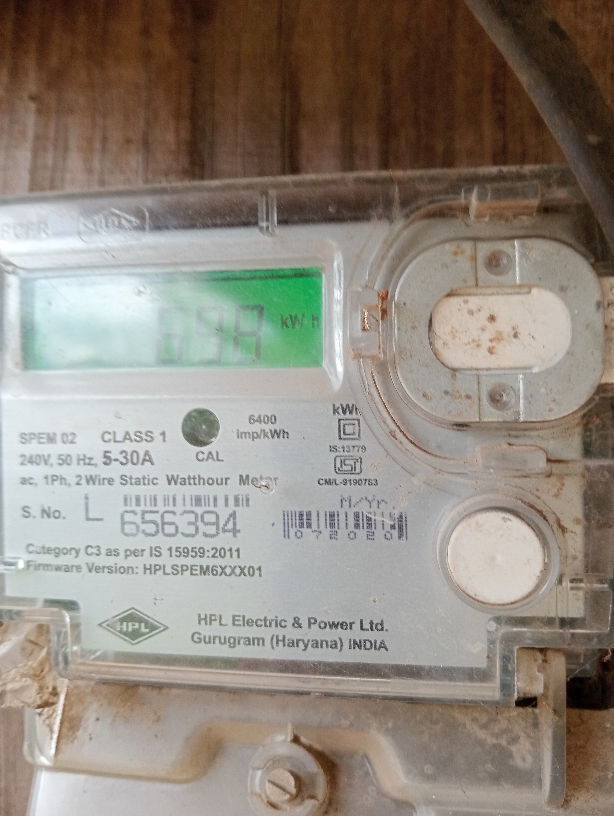 HPL
898 kWh
6400
imp/kWh
kWh
SPEM 02 CLASS 1
CAL
IS:13779
240V, 50 Hz, 5-30A
ac, 1Ph, 2 Wire Static Watthour Meter
CM/L-9190783
M/Yr.
S. No. L 656394
072020
Category C3 as per IS 15959:2011
Firmware Version: HPLSPEM6XXX01
HPL
HPL Electric & Power Ltd.
Gurugram (Haryana) INDIA